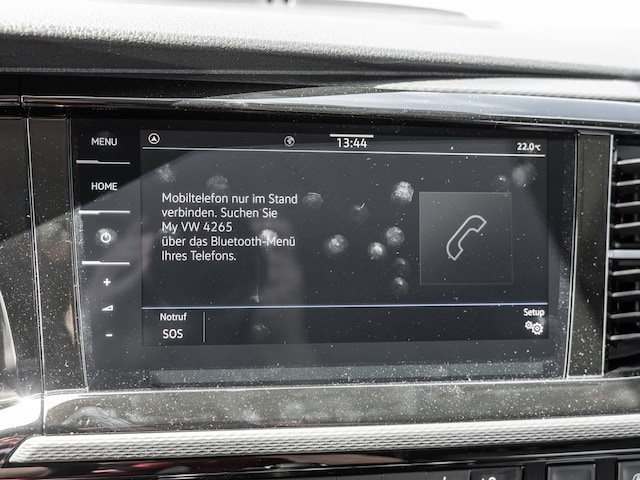 MENU
HOME
13:44
22.0°C
Mobiltelefon nur im Stand
verbinden. Suchen Sie
My VW 4265
über das Bluetooth-Menü
Ihres Telefons.
Notruf
SOS
Setup
+
-